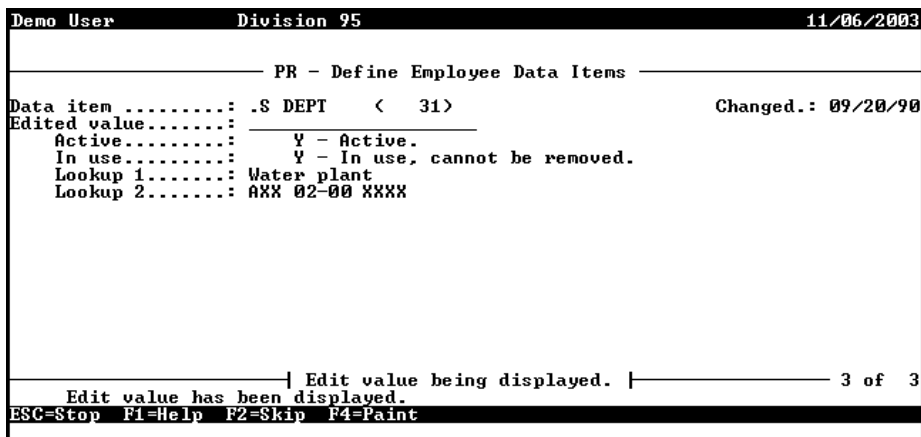 Demo User Division 95 11/06/2003
PR - Define Employee Data Items
Data item .........: .S DEPT ( 31) Changed.: 09/20/90
Edited value.......:
Active.........: Y - Active.
In use.........: Y - In use, cannot be removed.
Lookup 1.......: Water plant
Lookup 2.......: AXX 02-00 XXXX
Edit value being displayed. 3 of 3
Edit value has been displayed.
ESC=Stop F1=Help F2=Skip F4=Paint